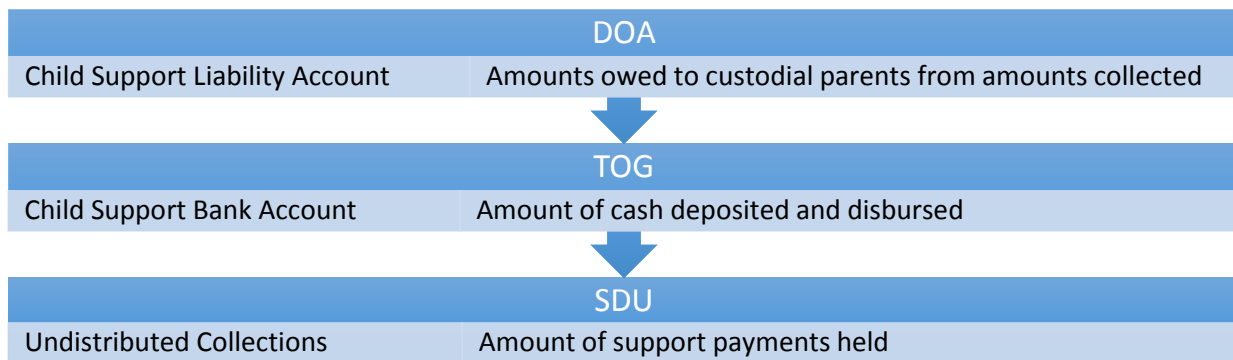 DOA
Child Support Liability Account Amounts owed to custodial parents from amounts collected
TOG
Child Support Bank Account Amount of cash deposited and disbursed
SDU
Undistributed Collections Amount of support payments held